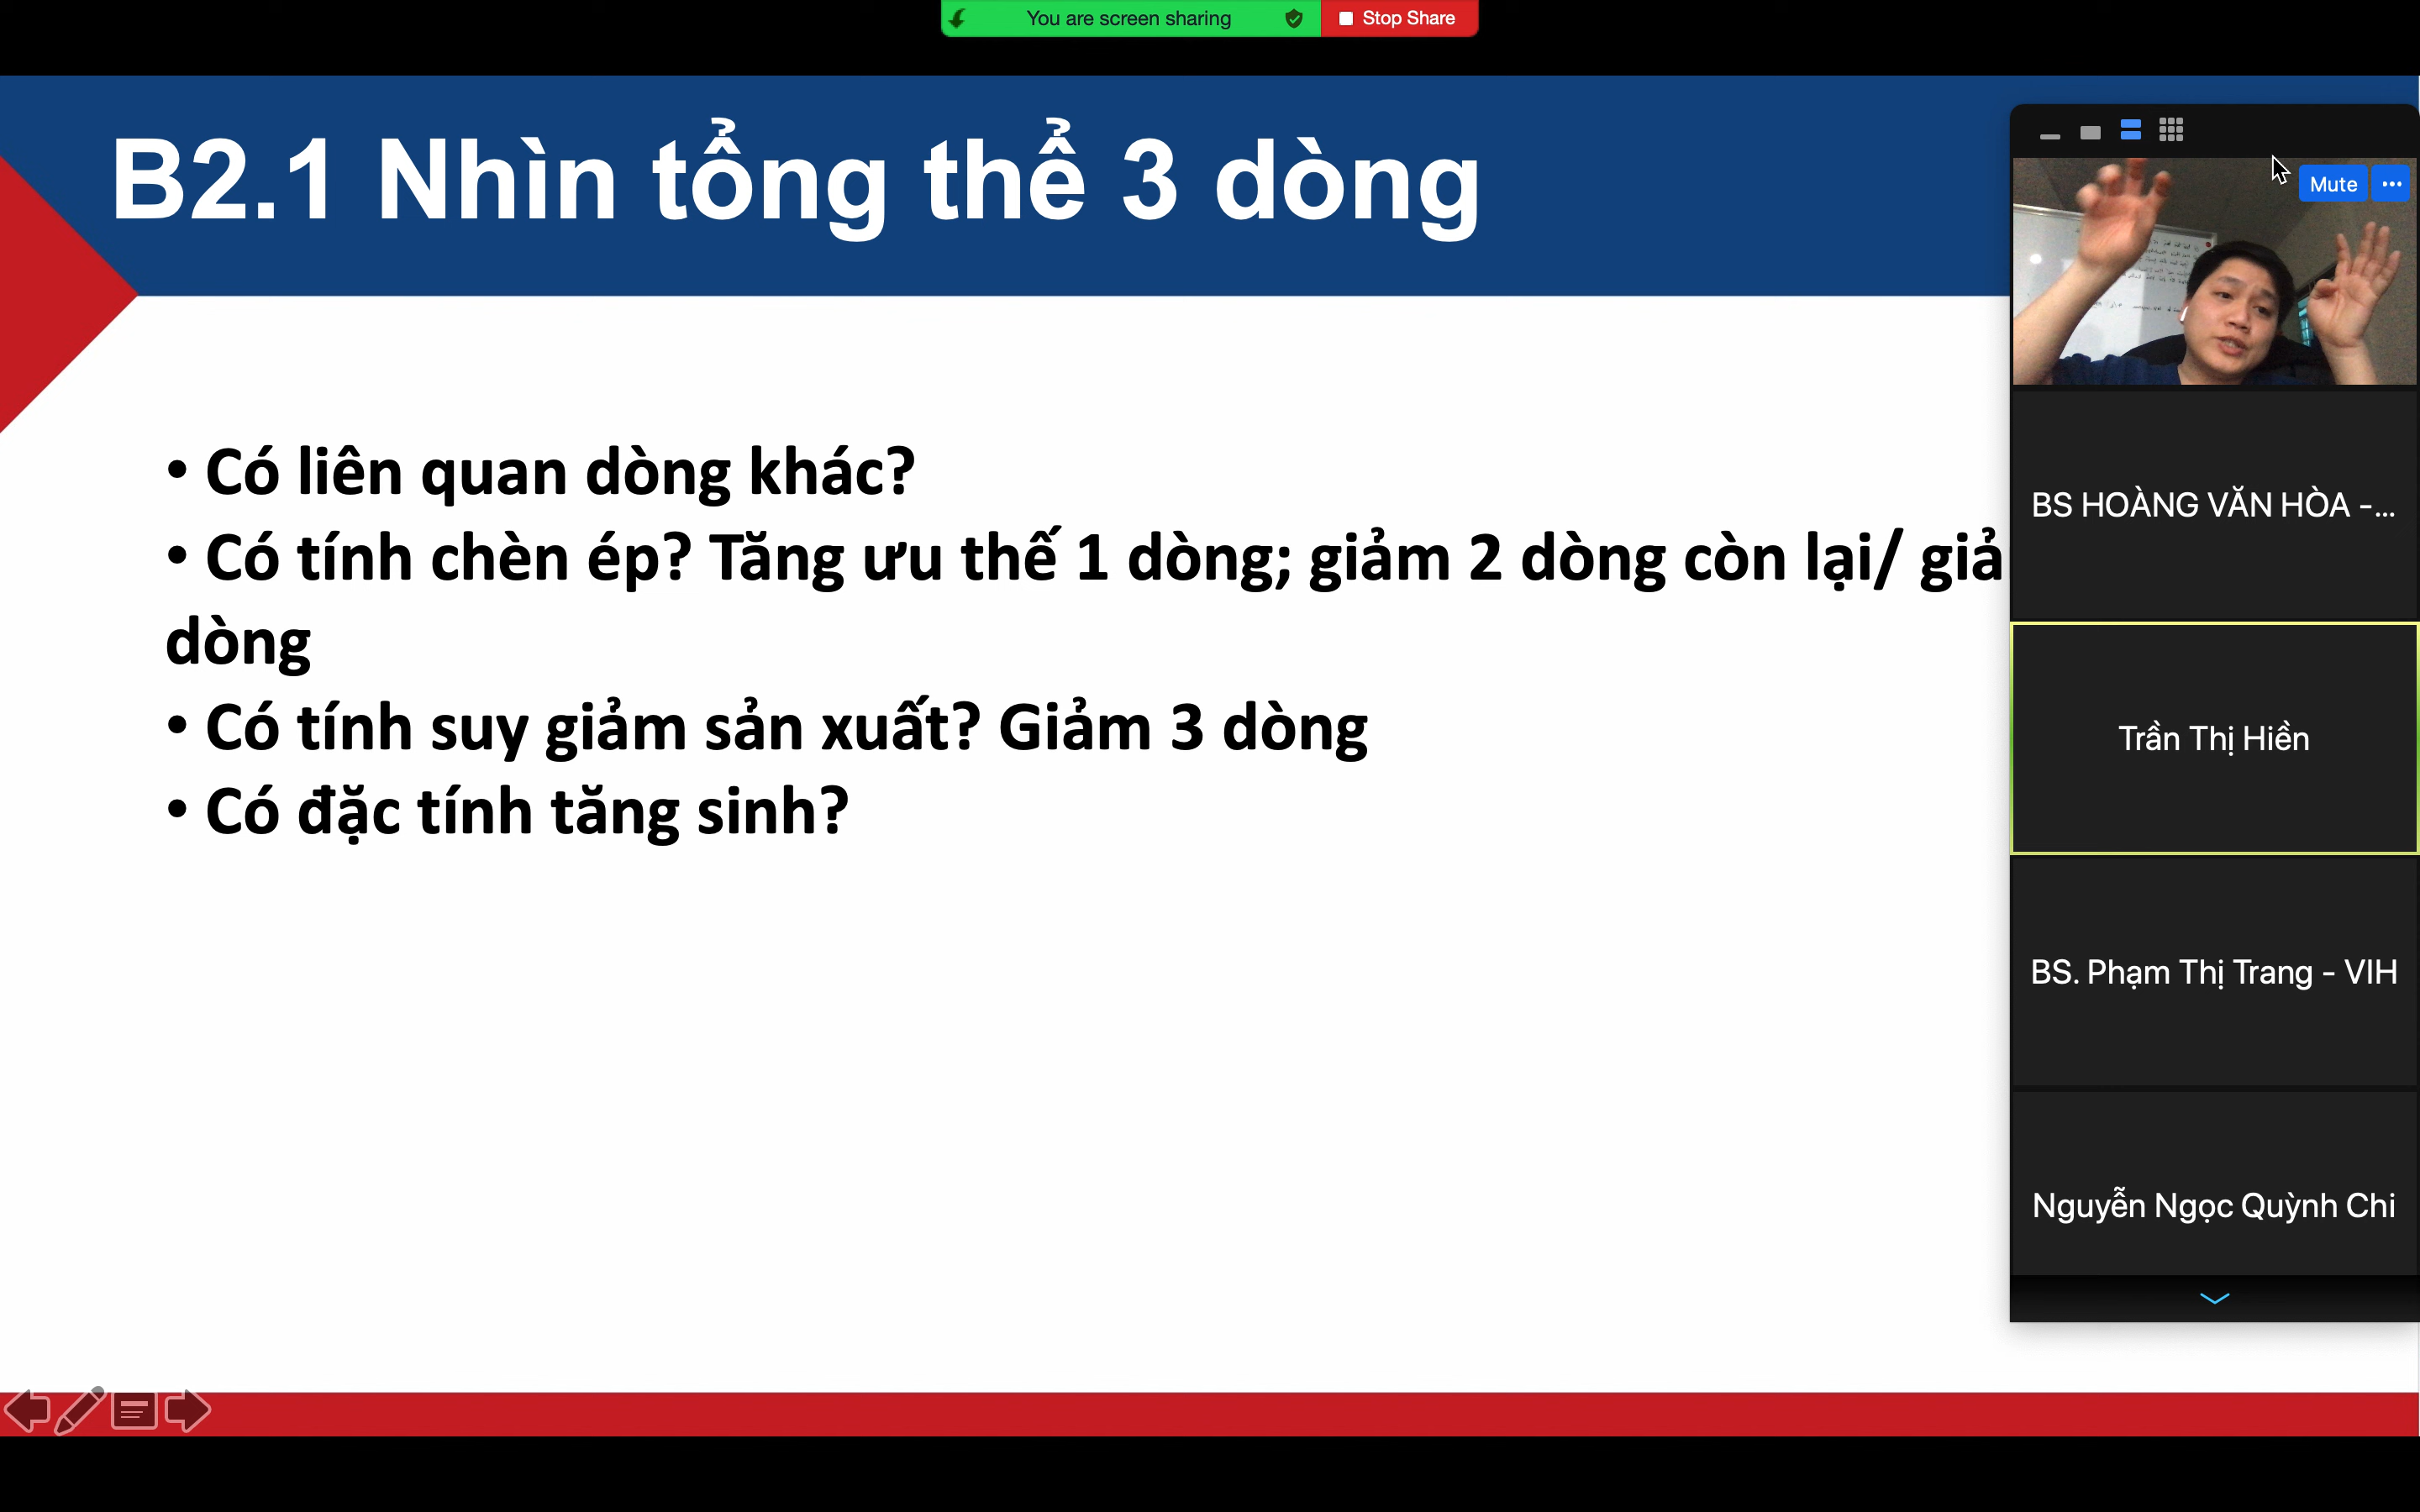 You are screen sharing
Stop Share
B2.1 Nhìn tổng thể 3 dòng
• Có liên quan dòng khác?
• Có tính chèn ép? Tăng ưu thế 1 dòng; giảm 2 dòng còn lại/ giả
dòng
• Có tính suy giảm sản xuất? Giảm 3 dòng
• Có đặc tính tăng sinh?
Mute
BS HOÀNG VĂN HÒA -...
Trần Thị Hiền
BS. Phạm Thị Trang - VIH
Nguyễn Ngọc Quỳnh Chi